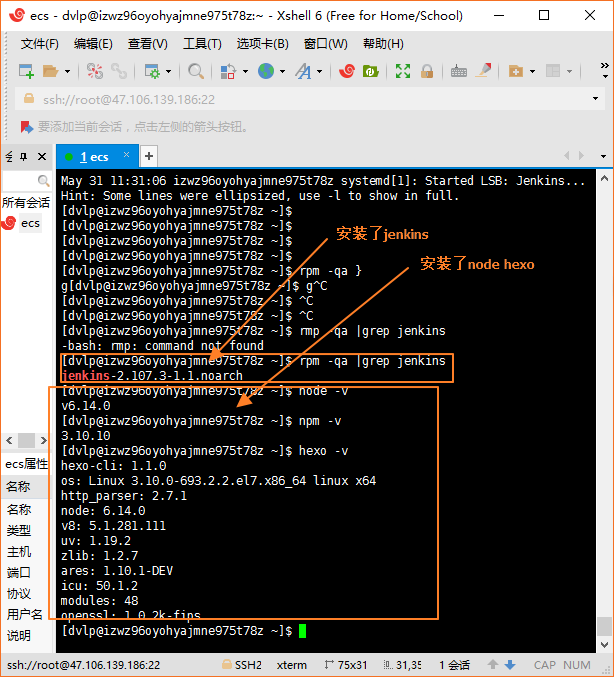 ecs - dvlp@izwz96oyohyajmne975t78z:~ - Xshell 6 (Free for Home/School)
文件(F) 编辑(E) 查看(V) 工具(T) 选项卡(B) 窗口(W) 帮助(H)
ssh://root@47.106.139.186:22
要添加当前会话，点击左侧的箭头按钮。
1 ecs
所有会话
ecs
May 31 11:31:06 izwz96oyohyajmne975t78z systemd[1]: Started LSB: Jenkins...
Hint: Some lines were ellipsized, use -l to show in full.
[dvlp@izwz96oyohyajmne975t78z ~]$
[dvlp@izwz96oyohyajmne975t78z ~]$
安装了jenkins
[dvlp@izwz96oyohyajmne975t78z ~]$
[dvlp@izwz96oyohyajmne975t78z ~]$
安装了node hexo
[dvlp@izwz96oyohyajmne975t78z ~]$ rpm -qa }
g[dvlp@izwz96oyohyajmne975t78z ~]$ g^C
[dvlp@izwz96oyohyajmne975t78z ~]$ ^C
[dvlp@izwz96oyohyajmne975t78z ~]$ ^C
[dvlp@izwz96oyohyajmne975t78z ~]$ rmp -qa |grep jenkins
-bash: rmp: command not found
[dvlp@izwz96oyohyajmne975t78z ~]$ rpm -qa |grep jenkins
jenkins-2.107.3-1.1.noarch
[dvlp@izwz96oyohyajmne975t78z ~]$ node -v
v6.14.0
[dvlp@izwz96oyohyajmne975t78z ~]$ npm -v
3.10.10
[dvlp@izwz96oyohyajmne975t78z ~]$ hexo -v
hexo-cli: 1.1.0
os: Linux 3.10.0-693.2.2.el7.x86_64 linux x64
http_parser: 2.7.1
node: 6.14.0
v8: 5.1.281.111
uv: 1.19.2
zlib: 1.2.7
ares: 1.10.1-DEV
icu: 50.1.2
modules: 48
openssl: 1.0.2k-fips
[dvlp@izwz96oyohyajmne975t78z ~]$
ecs属性
名称
名称
类型
主机
端口
协议
用户名
说明
ssh://root@47.106.139.186:22 SSH2 xterm 75x31 31,35 1 会话 CAP NUM